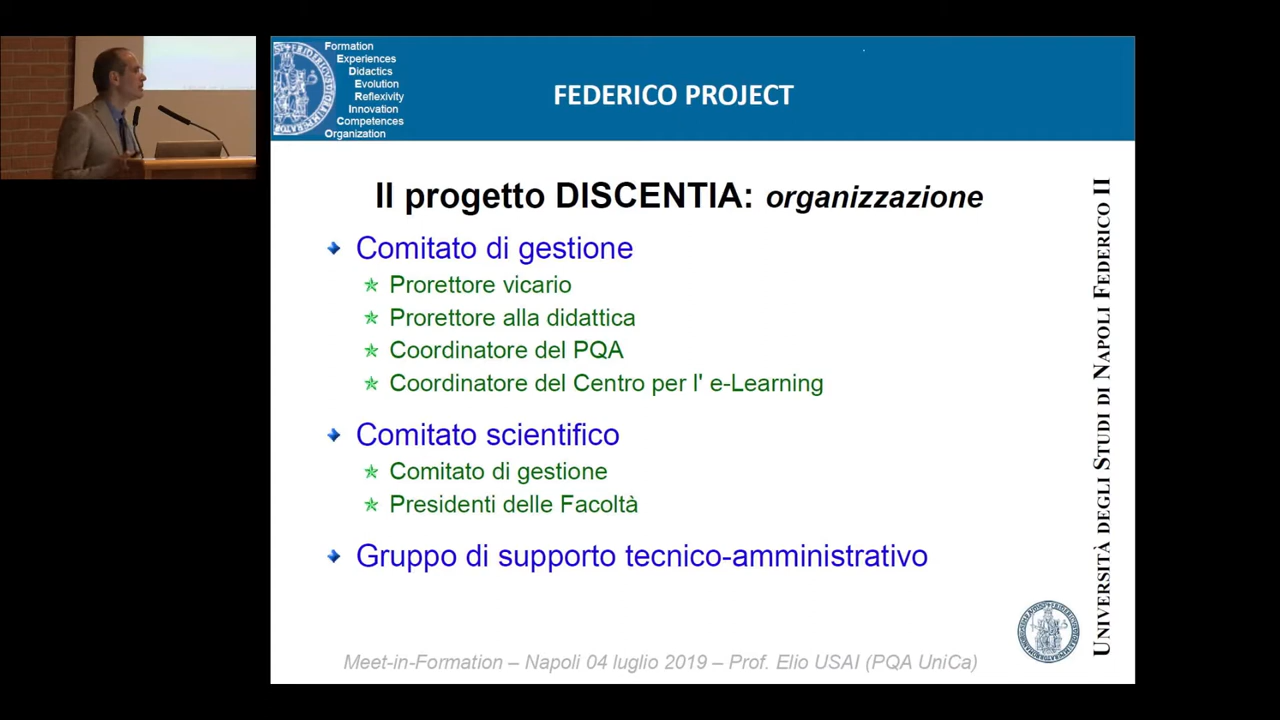 Formation
Experiences
Didactics
Evolution
Reflexivity
Innovation
Competences
Organization
FEDERICO PROJECT
Il progetto DISCENTIA: organizzazione
Comitato di gestione
Prorettore vicario
Prorettore alla didattica
Coordinatore del PQA
Coordinatore del Centro per l' e-Learning
Comitato scientifico
Comitato di gestione
Presidenti delle Facoltà
Gruppo di supporto tecnico-amministrativo
UNIVERSITÀ DEGLI STUDI DI NAPOLI FEDERICO II
Meet-in-Formation – Napoli 04 luglio 2019 – Prof. Elio USAI (PQA UniCa)